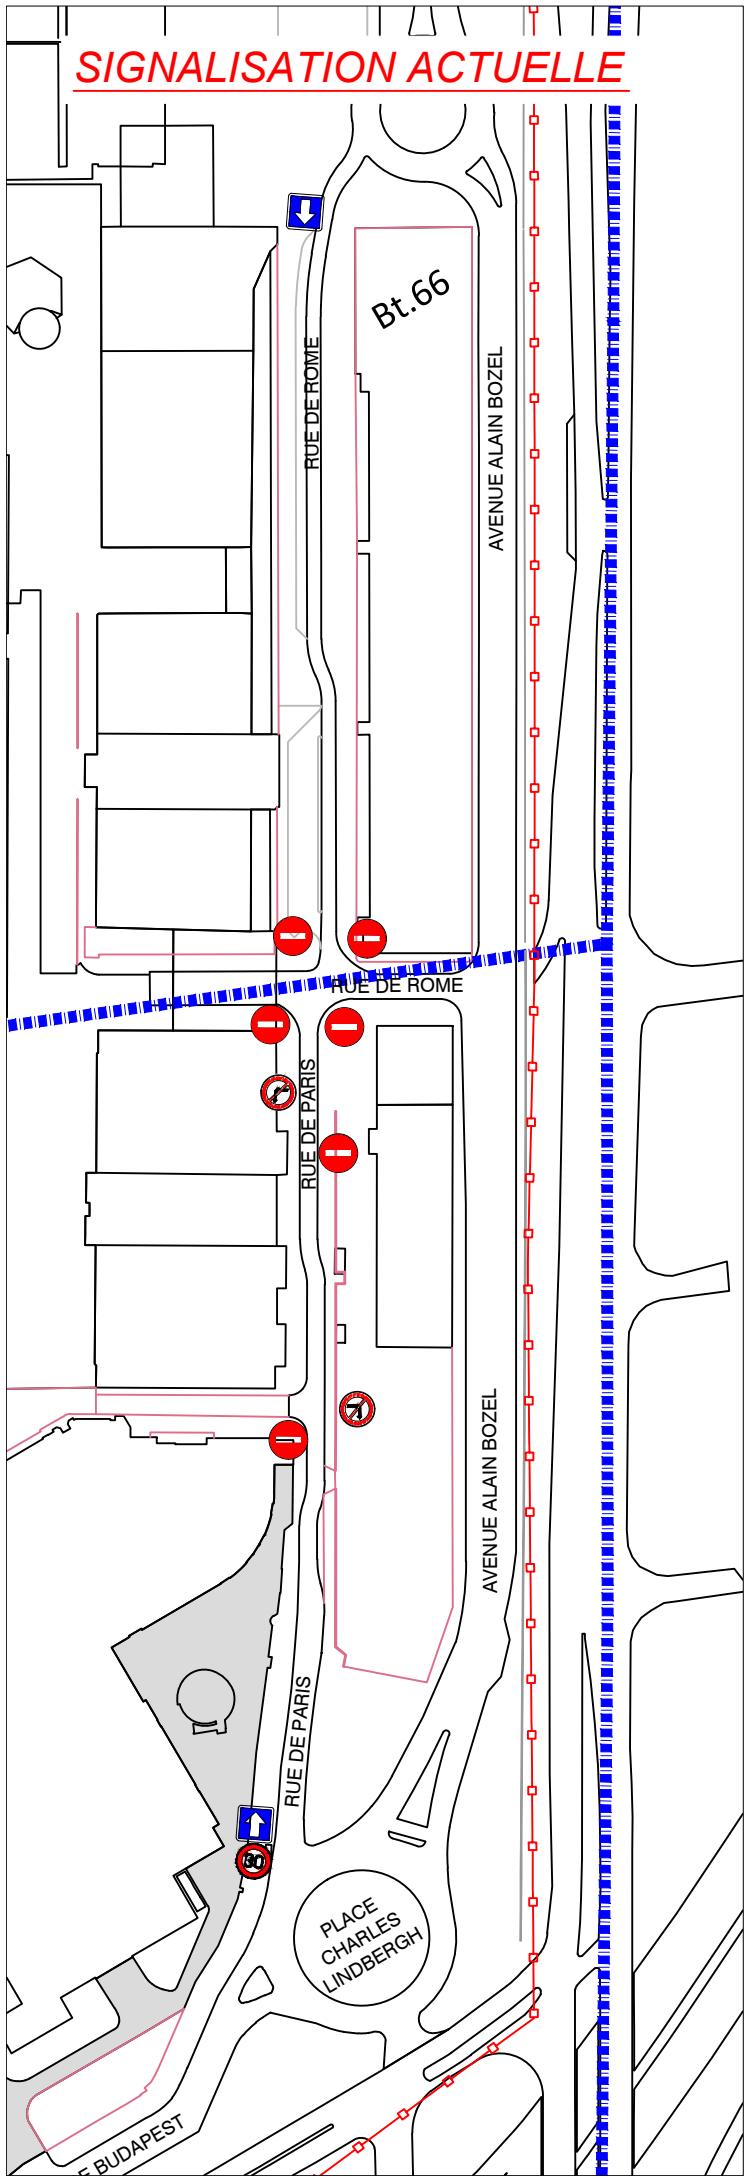 SIGNALISATION ACTUELLE
Bt.66
RUE DE ROME
AVENUE ALAIN BOZEL
RUE DE ROME
RUE DE PARIS
AVENUE ALAIN BOZEL
RUE DE PARIS
30
PLACE
CHARLES
LINDBERGH
E BUDAPEST